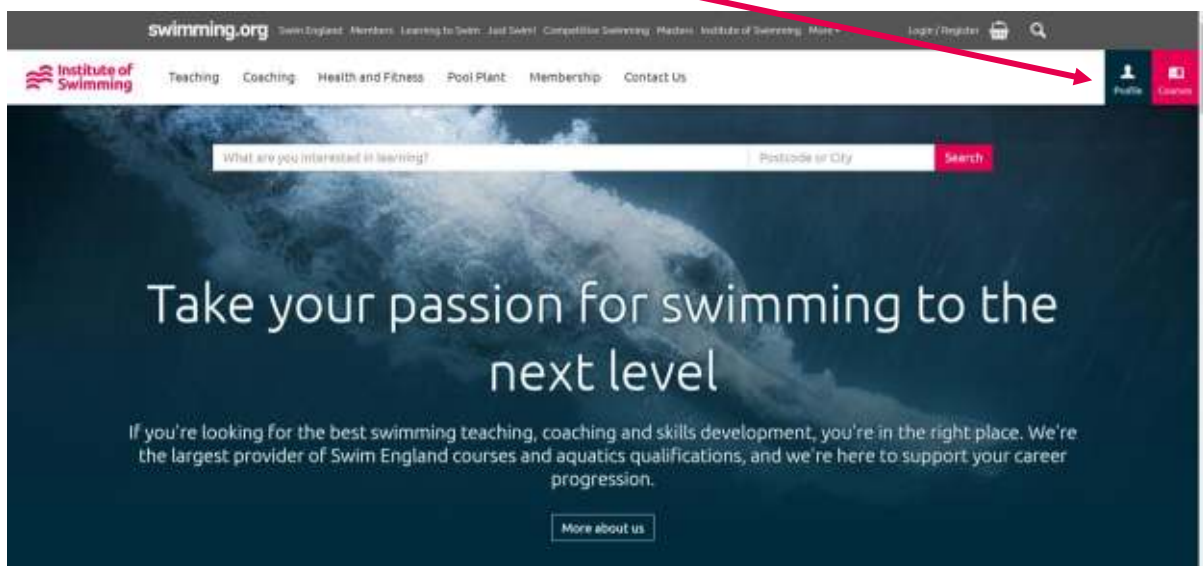 swimming.org Swim England Members Learning to Swim Just Swim! Competitive Swimming Masters Institute of Swimming More Login / Register
Institute of
Swimming
Teaching Coaching Health and Fitness Pool Plant Membership Contact Us
Profile Courses
What are you interested in learning? Postcode or City Search
Take your passion for swimming to the
next level
If you're looking for the best swimming teaching, coaching and skills development, you're in the right place. We're
the largest provider of Swim England courses and aquatics qualifications, and we're here to support your career
progression.
More about us